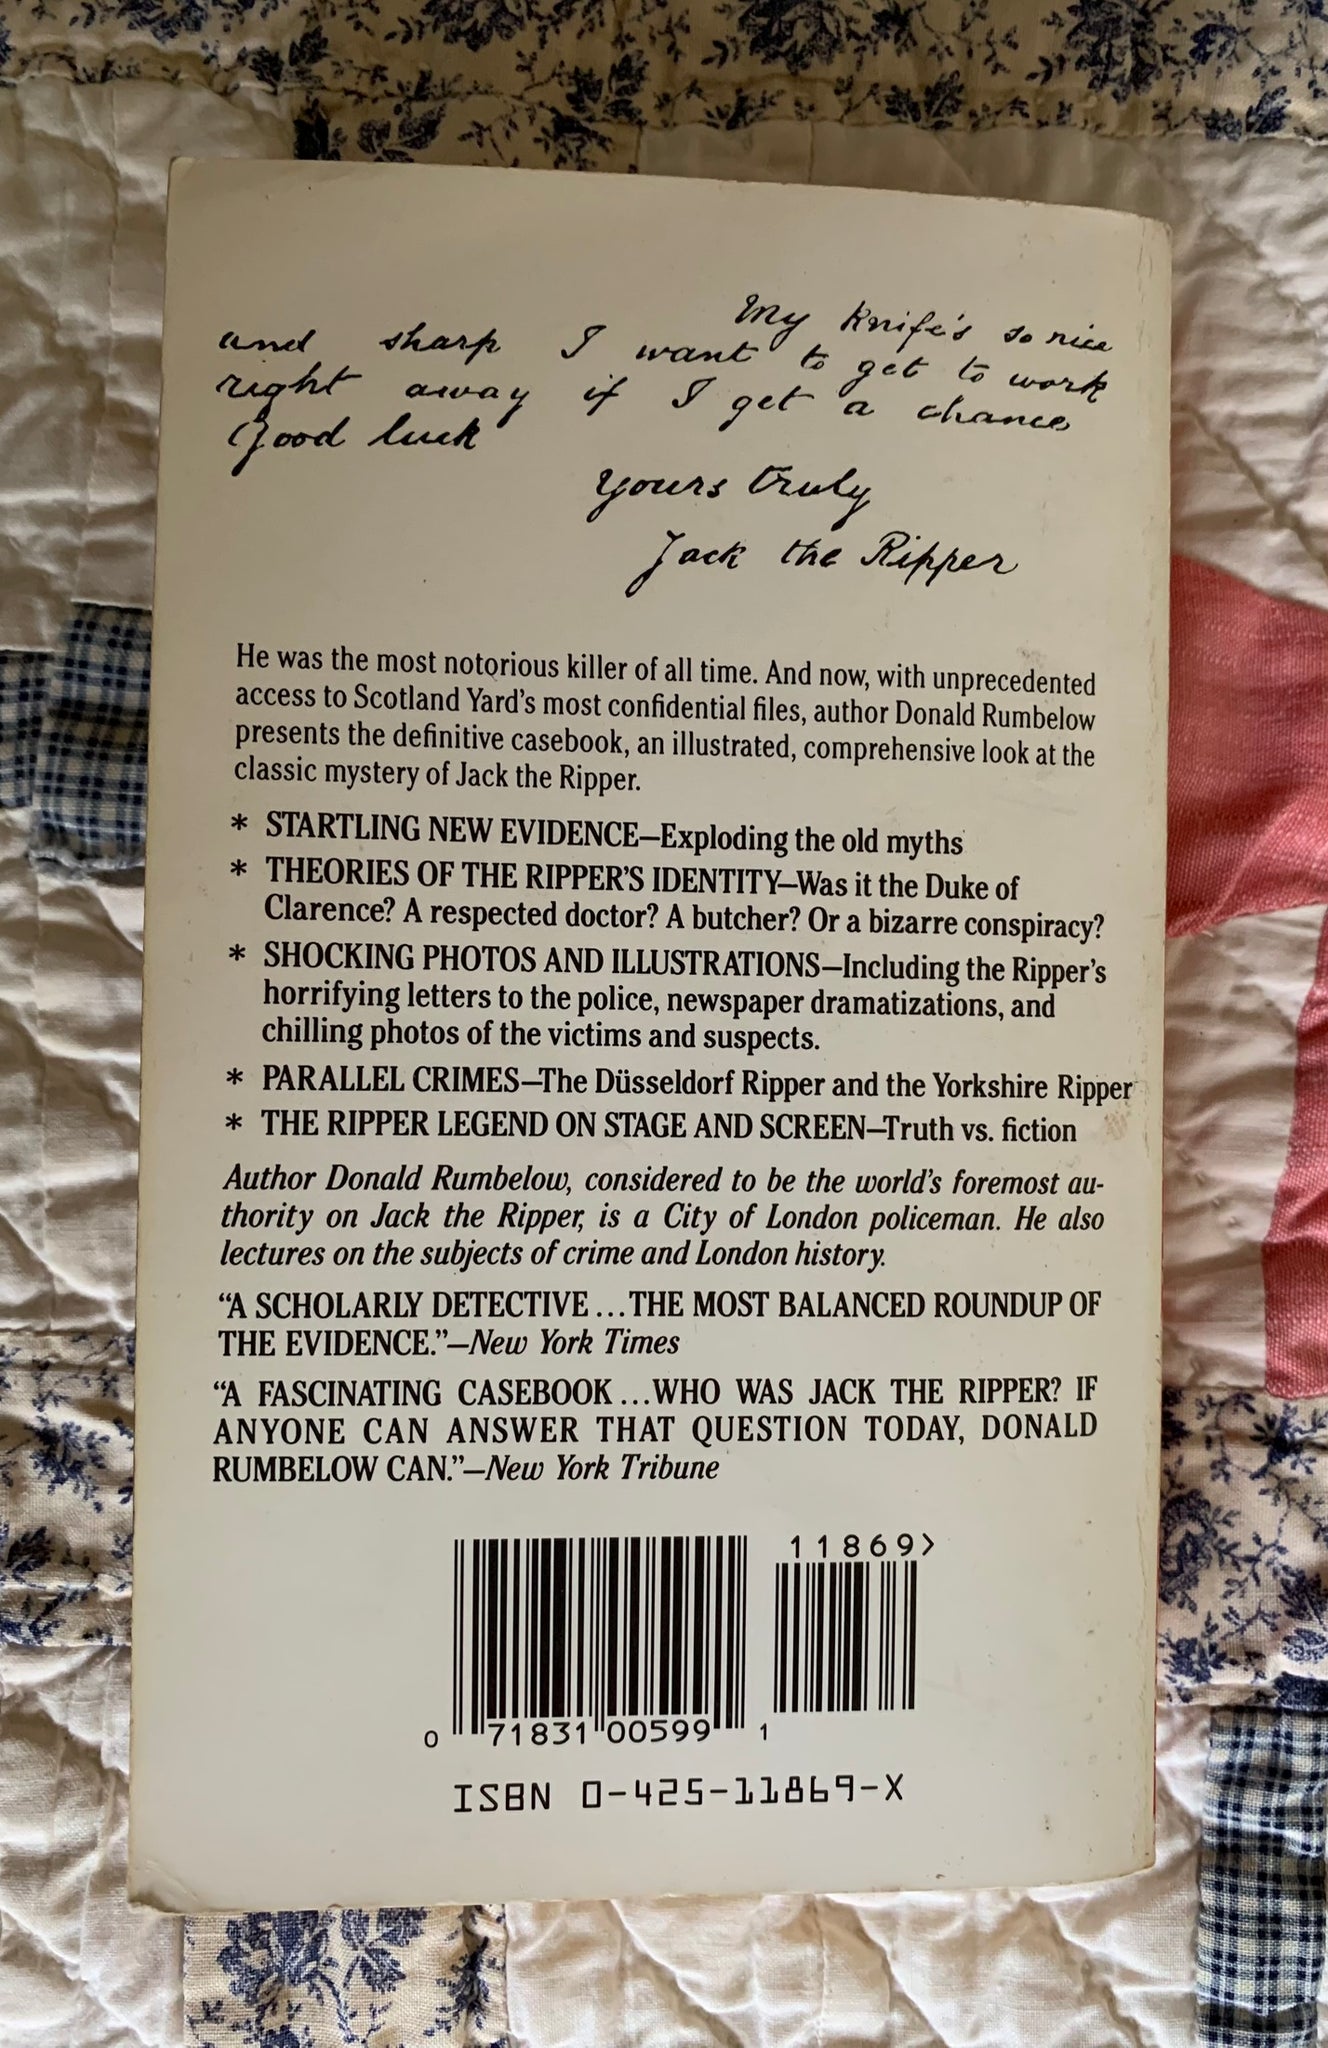 My knife's so nice
and sharp I want to get to work
right away if I get a chance
Good luck
Yours truly
Jack the Ripper
He was the most notorious killer of all time. And now, with unprecedented
access to Scotland Yard's most confidential files, author Donald Rumbelow
presents the definitive casebook, an illustrated, comprehensive look at the
classic mystery of Jack the Ripper.
* STARTLING NEW EVIDENCE—Exploding the old myths
* THEORIES OF THE RIPPER'S IDENTITY—Was it the Duke of
Clarence? A respected doctor? A butcher? Or a bizarre conspiracy?
* SHOCKING PHOTOS AND ILLUSTRATIONS—Including the Ripper's
horrifying letters to the police, newspaper dramatizations, and
chilling photos of the victims and suspects.
* PARALLEL CRIMES—The Düsseldorf Ripper and the Yorkshire Ripper
* THE RIPPER LEGEND ON STAGE AND SCREEN—Truth vs. fiction
Author Donald Rumbelow, considered to be the world's foremost au-
thority on Jack the Ripper, is a City of London policeman. He also
lectures on the subjects of crime and London history.
"A SCHOLARLY DETECTIVE...THE MOST BALANCED ROUNDUP OF
THE EVIDENCE."—New York Times
"A FASCINATING CASEBOOK...WHO WAS JACK THE RIPPER? IF
ANYONE CAN ANSWER THAT QUESTION TODAY, DONALD
RUMBELOW CAN."—New York Tribune
11869>
0 71831 00599 1
ISBN 0-425-11869-X